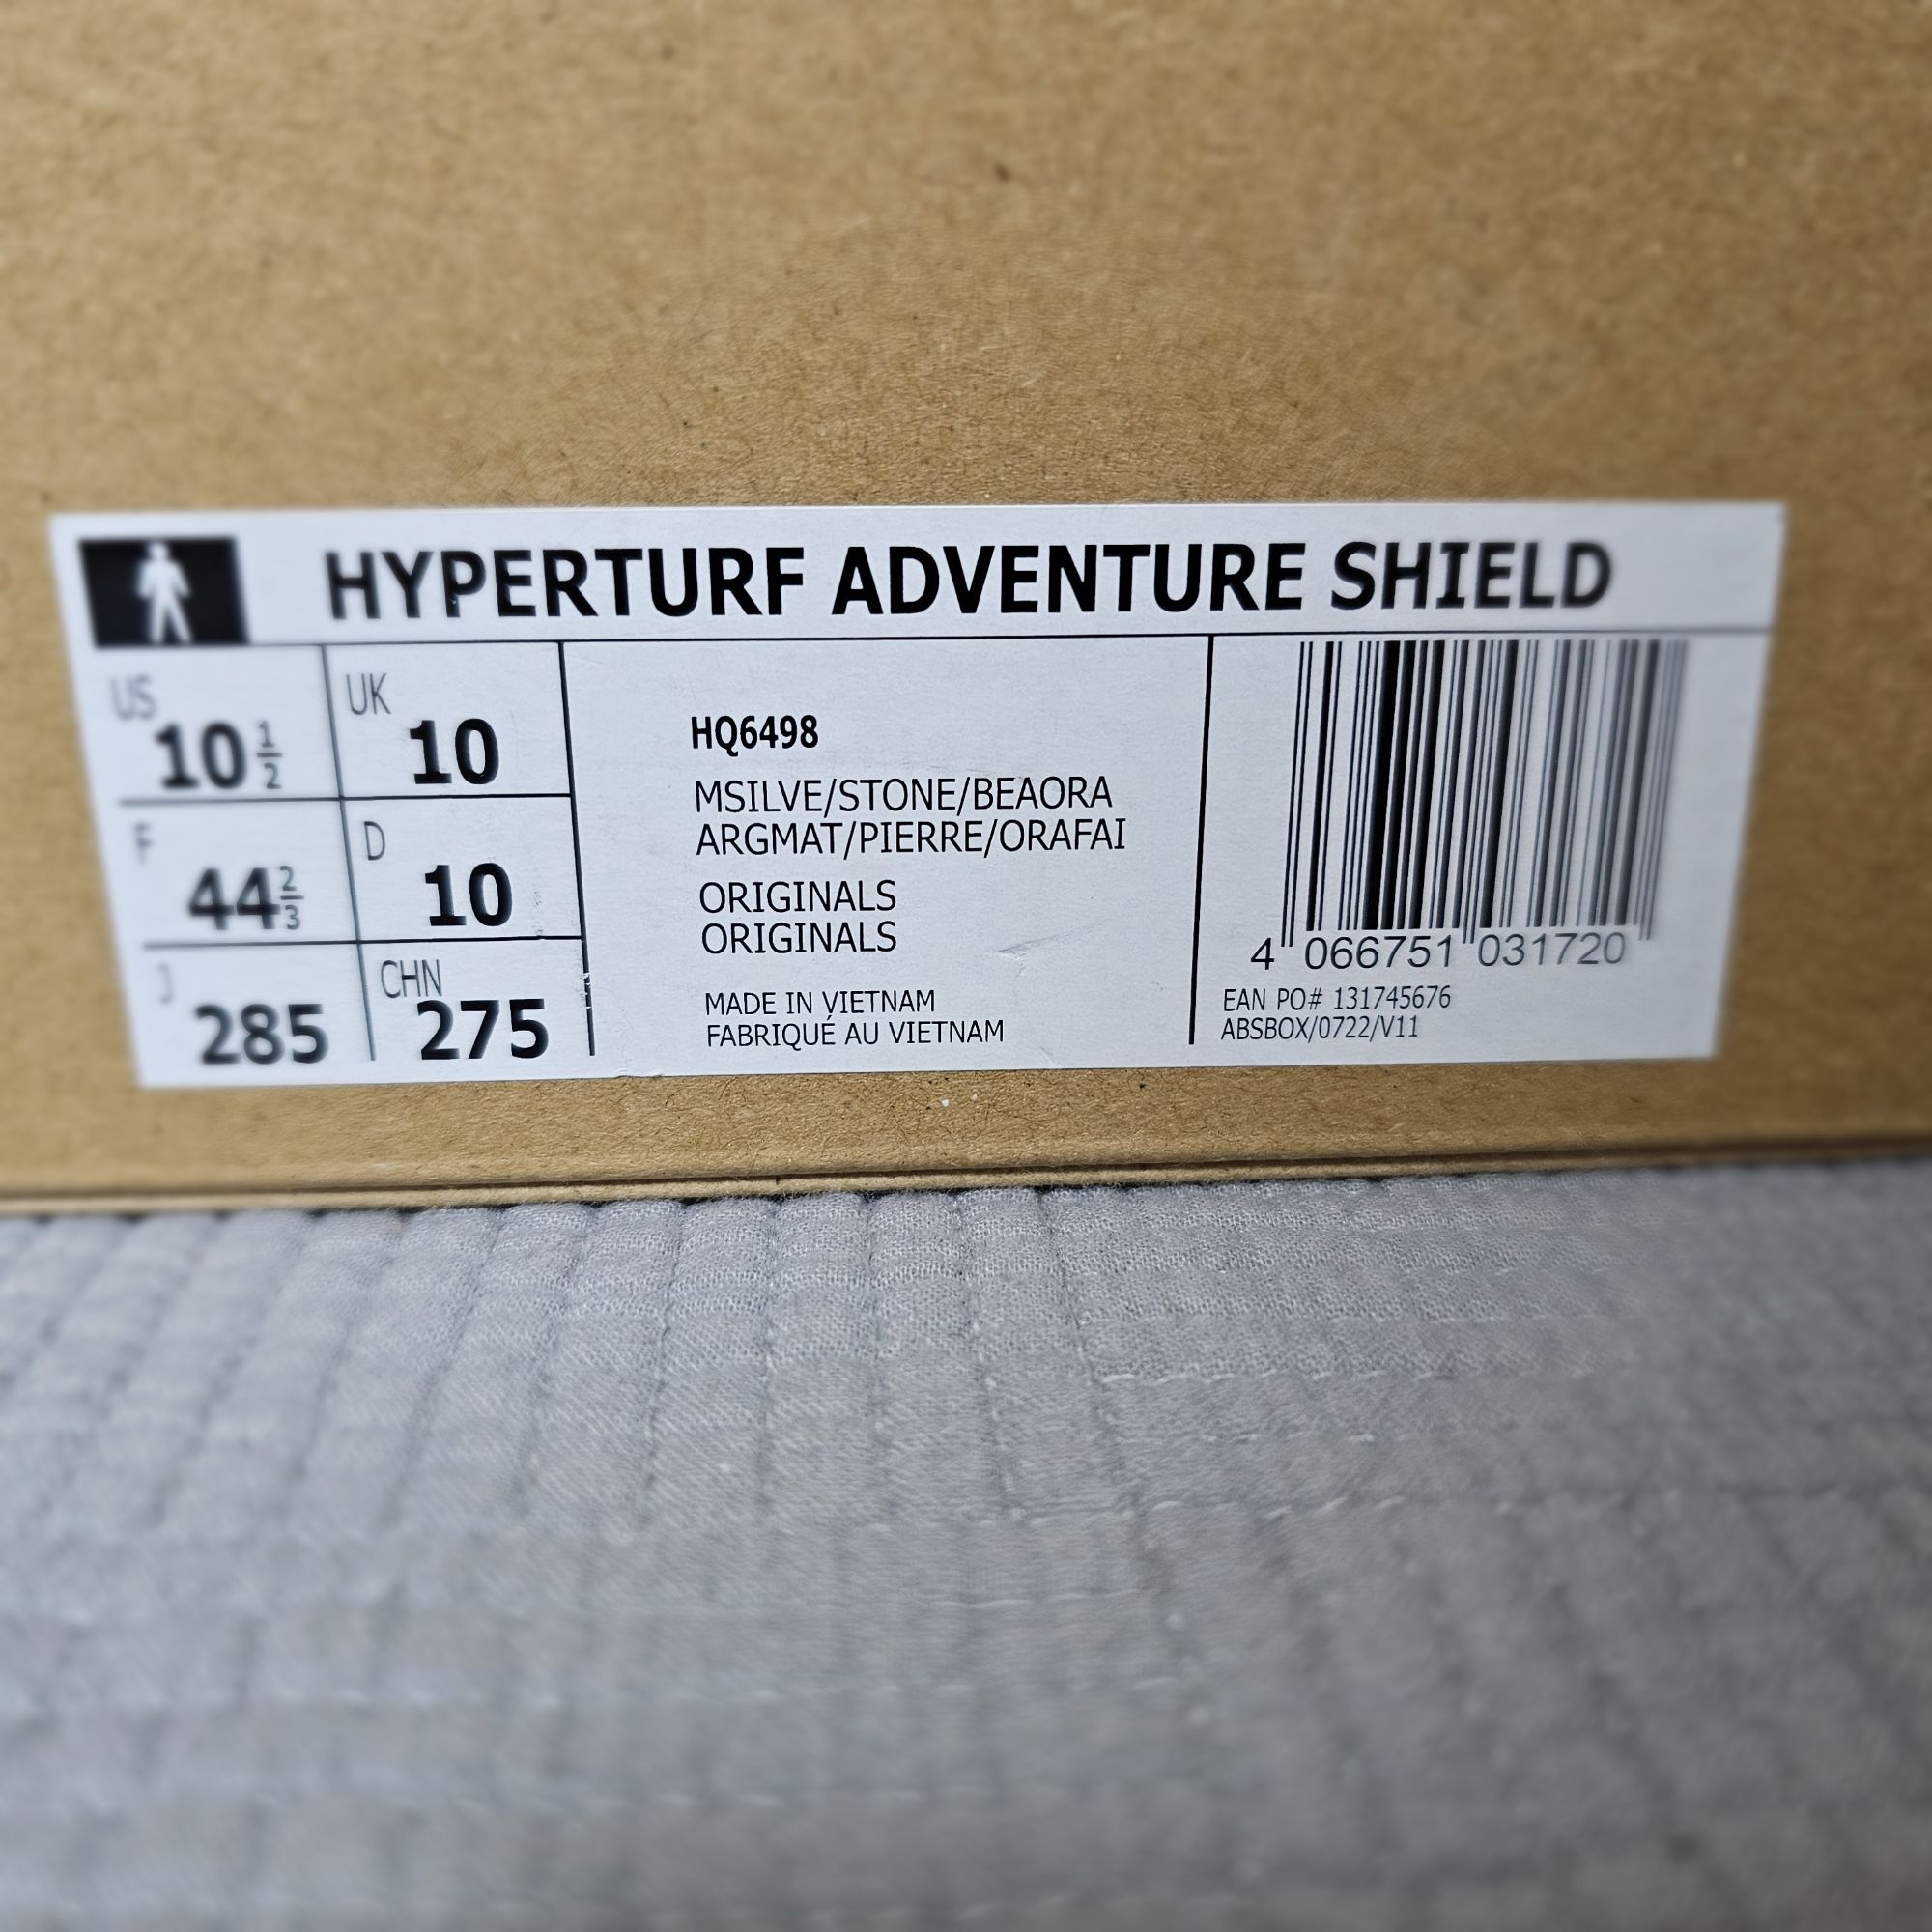 HYPERTURF ADVENTURE SHIELD
US
10 1/2
UK
10
F
44 2/3
D
10
J
285
CHN
275
HQ6498
MSILVE/STONE/BEAORA
ARGMAT/PIERRE/ORAFAI
ORIGINALS
ORIGINALS
MADE IN VIETNAM
FABRIQUÉ AU VIETNAM
4 066751 031720
EAN PO# 131745676
ABSBOX/0722/V11